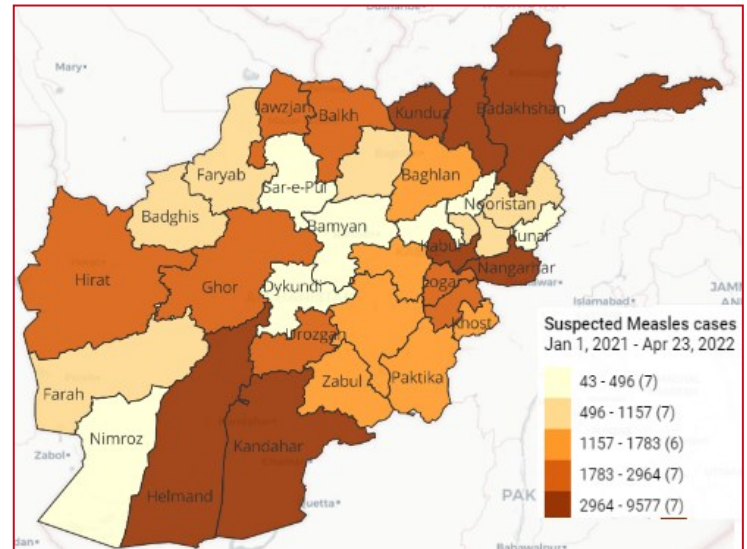 Mary
Jawzjan
Balkh
Kunduz
Badakhshan
Faryab
Sar-e-Pul
Baghlan
Nooristan
Badghis
Bamyan
Kabul
Kunar
Hirat
Ghor
Nangarhar
Dykundi
Logar
Islamabad
Urozgan
Khost
Farah
Zabul
Paktika
Nimroz
Kandahar
Zabol
Helmand
uetta
PAK
Bahawalpur
Suspected Measles cases
Jan 1, 2021 - Apr 23, 2022
43 - 496 (7)
496 - 1157 (7)
1157 - 1783 (6)
1783 - 2964 (7)
2964 - 9577 (7)